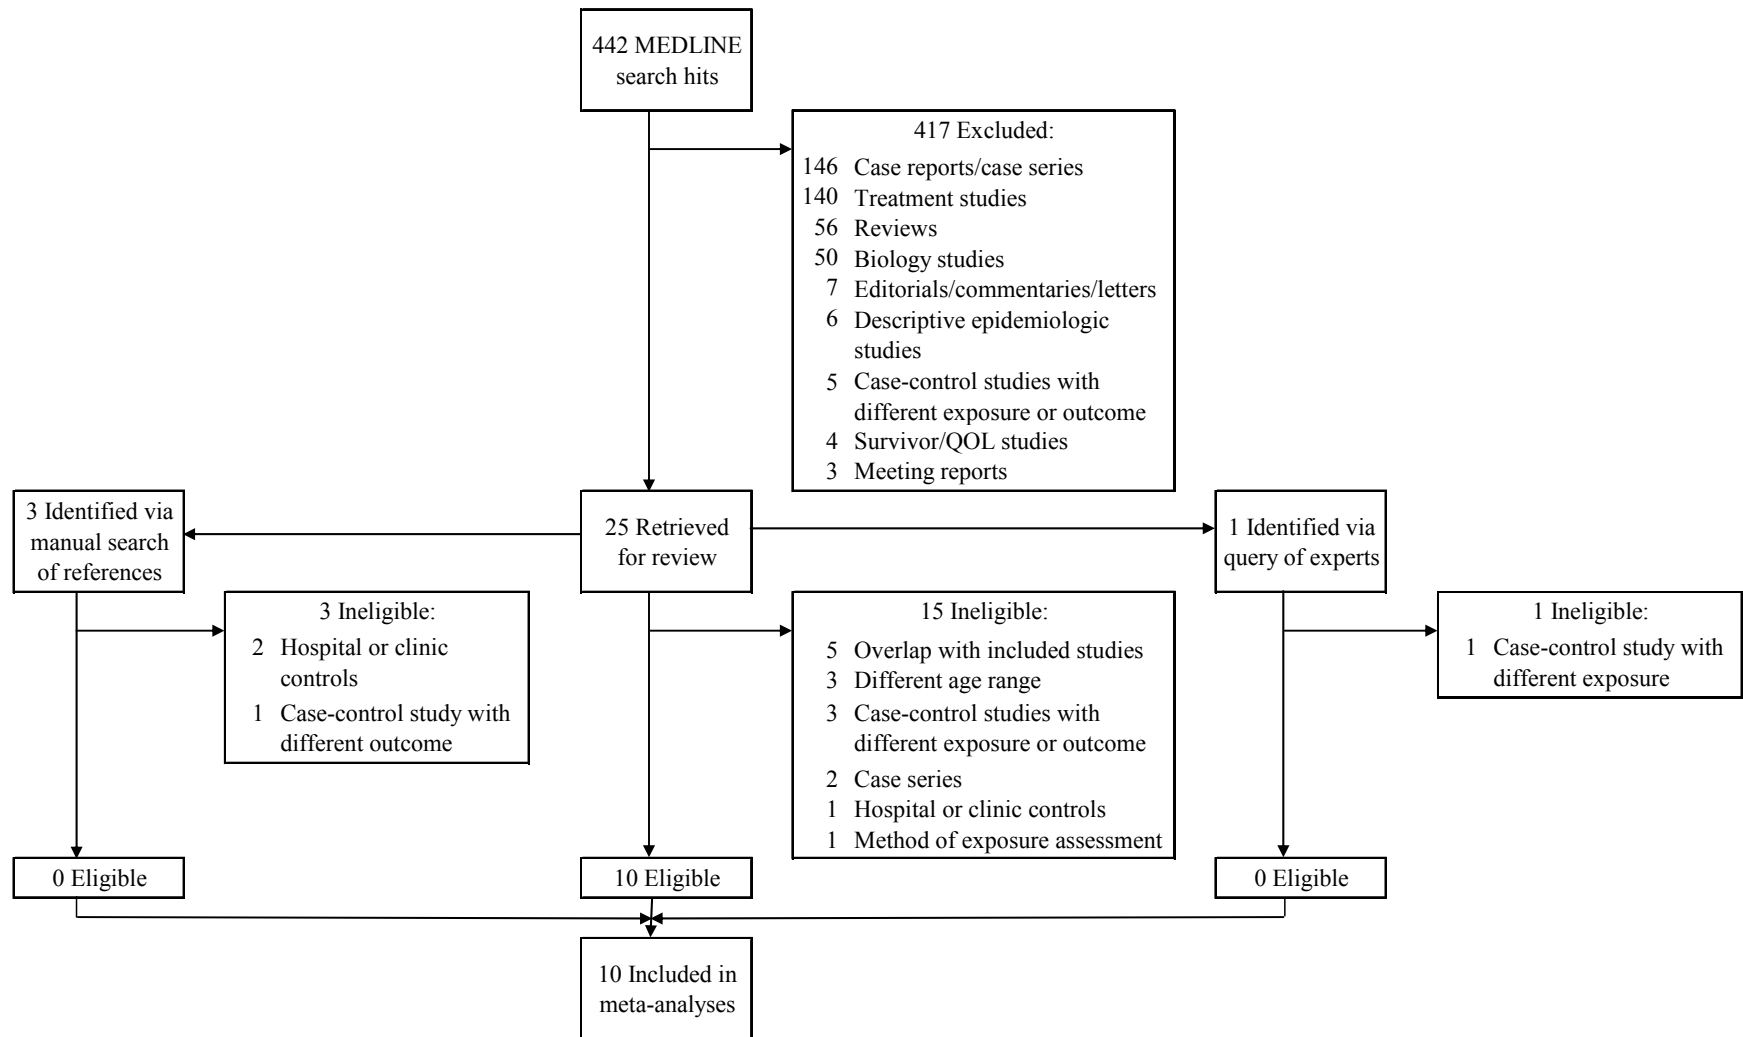 442 MEDLINE
search hits
417 Excluded:
146 Case reports/case series
140 Treatment studies
56 Reviews
50 Biology studies
7 Editorials/commentaries/letters
6 Descriptive epidemiologic
studies
5 Case-control studies with
different exposure or outcome
4 Survivor/QOL studies
3 Meeting reports
3 Identified via
manual search
of references
25 Retrieved
for review
1 Identified via
query of experts
3 Ineligible:
2 Hospital or clinic
controls
1 Case-control study with
different outcome
15 Ineligible:
5 Overlap with included studies
3 Different age range
3 Case-control studies with
different exposure or outcome
2 Case series
1 Hospital or clinic controls
1 Method of exposure assessment
1 Ineligible:
1 Case-control study with
different exposure
0 Eligible
10 Eligible
0 Eligible
10 Included in
meta-analyses